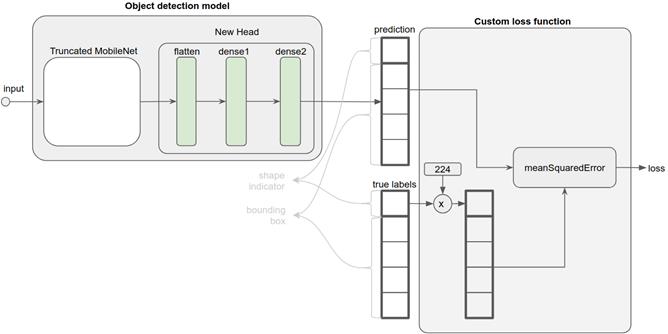 Object detection model
New Head
Truncated MobileNet
flatten
dense1
dense2
input
prediction
Custom loss function
shape
indicator
bounding
box
true labels
224
x
meanSquaredError
loss